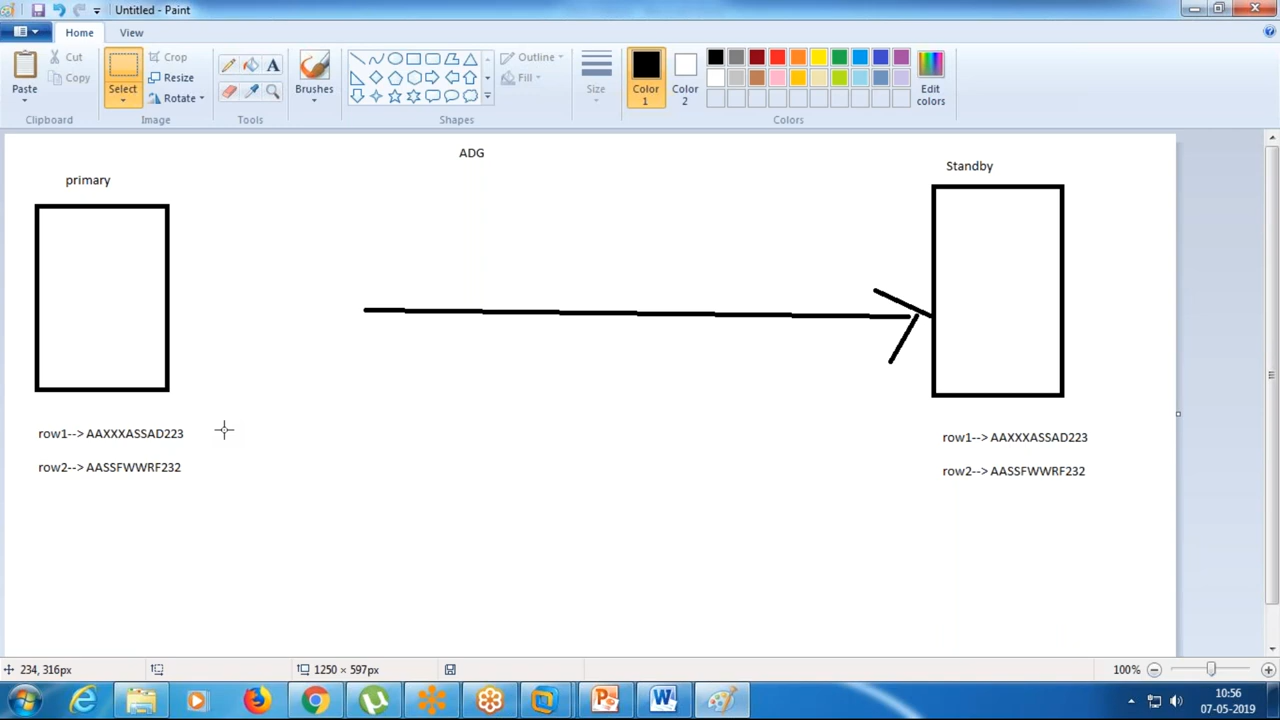 Untitled - Paint
Home
View
Paste
Cut
Copy
Clipboard
Select
Crop
Resize
Rotate
Image
Tools
Brushes
Shapes
Outline
Fill
Size
Color 1
Color 2
Edit colors
Colors
ADG
primary
Standby
row1--> AAXXXASSAD223
row2--> AASSFWWRF232
row1--> AAXXXASSAD223
row2--> AASSFWWRF232
234, 316px
1250 × 597px
100%
10:56
07-05-2019